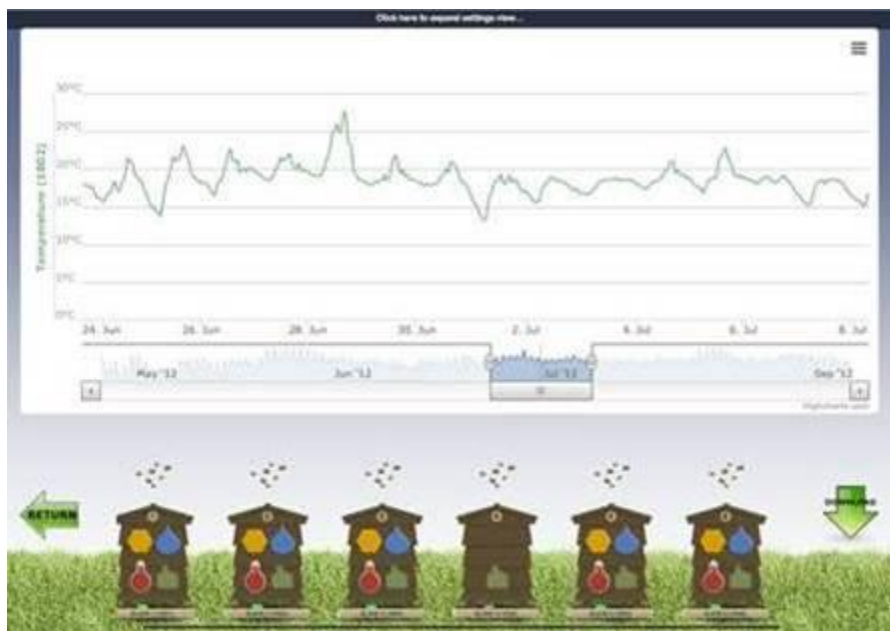 Click here to expand settings view...
30°C
25°C
20°C
15°C
10°C
5°C
0°C
24. Jun
26. Jun
28. Jun
30. Jun
2. Jul
4. Jul
6. Jul
8. Jul
May '12
Jun '12
Jul '12
Sep '12
RETURN